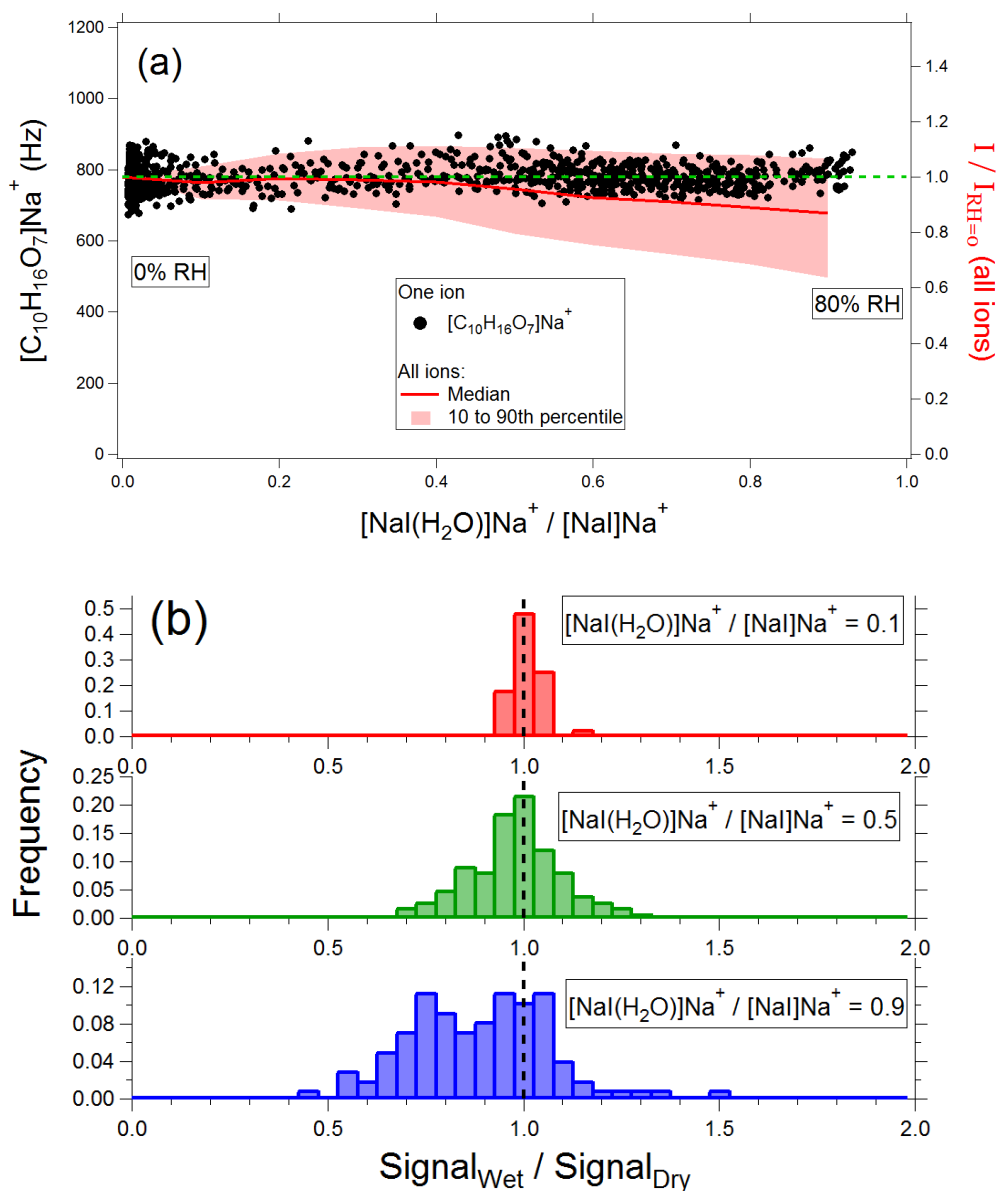 (a)
1200
1000
800
600
400
200
0
[C₁₀H₁₆O₇]Na⁺ (Hz)
1.4
1.2
1.0
0.8
0.6
0.4
0.2
0.0
I / I_RH=0 (all ions)
0% RH
80% RH
One ion
[C₁₀H₁₆O₇]Na⁺
All ions:
Median
10 to 90th percentile
0.0 0.2 0.4 0.6 0.8 1.0
[NaI(H₂O)]Na⁺ / [NaI]Na⁺
(b)
[NaI(H₂O)]Na⁺ / [NaI]Na⁺ = 0.1
0.5
0.4
0.3
0.2
0.1
0.0
0.0 0.5 1.0 1.5 2.0
[NaI(H₂O)]Na⁺ / [NaI]Na⁺ = 0.5
0.25
0.20
0.15
0.10
0.05
0.00
0.0 0.5 1.0 1.5 2.0
Frequency
[NaI(H₂O)]Na⁺ / [NaI]Na⁺ = 0.9
0.12
0.08
0.04
0.00
0.0 0.5 1.0 1.5 2.0
Signal_Wet / Signal_Dry